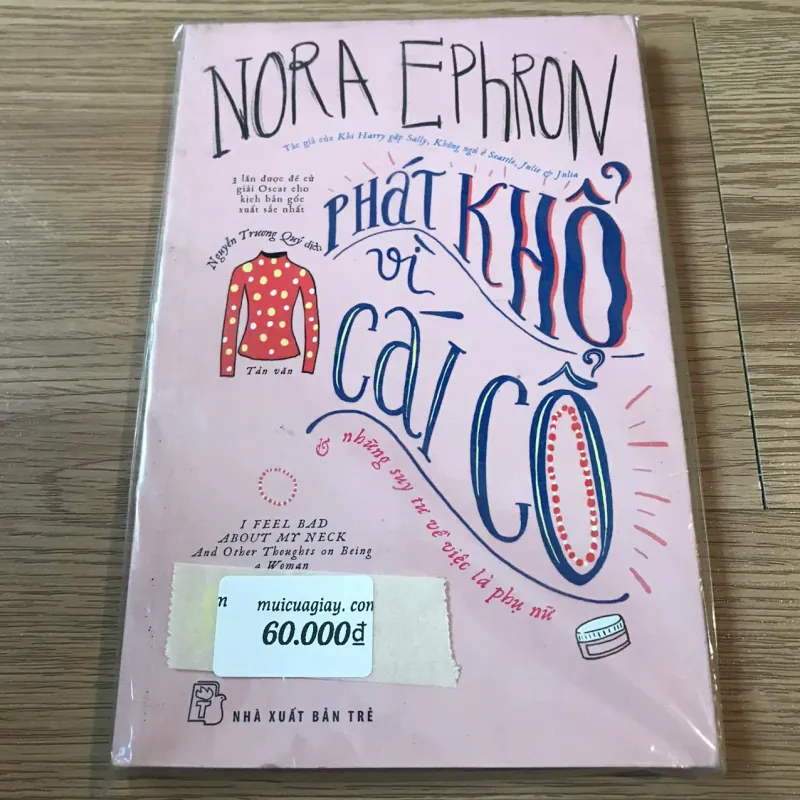 NORA EPHRON
Tác giả của Khi Harry gặp Sally, Không ngủ ở Seattle, Julie & Julia
3 lần được đề cử
giải Oscar cho
kịch bản gốc
xuất sắc nhất
Nguyễn Trương Quý dịch
Tản văn
PHÁT KHỔ
vì
CÁI CỔ
& những suy tư về việc là phụ nữ
I FEEL BAD
ABOUT MY NECK
And Other Thoughts on Being
a Woman
m
muicuagiay. com
60.000đ
NHÀ XUẤT BẢN TRẺ